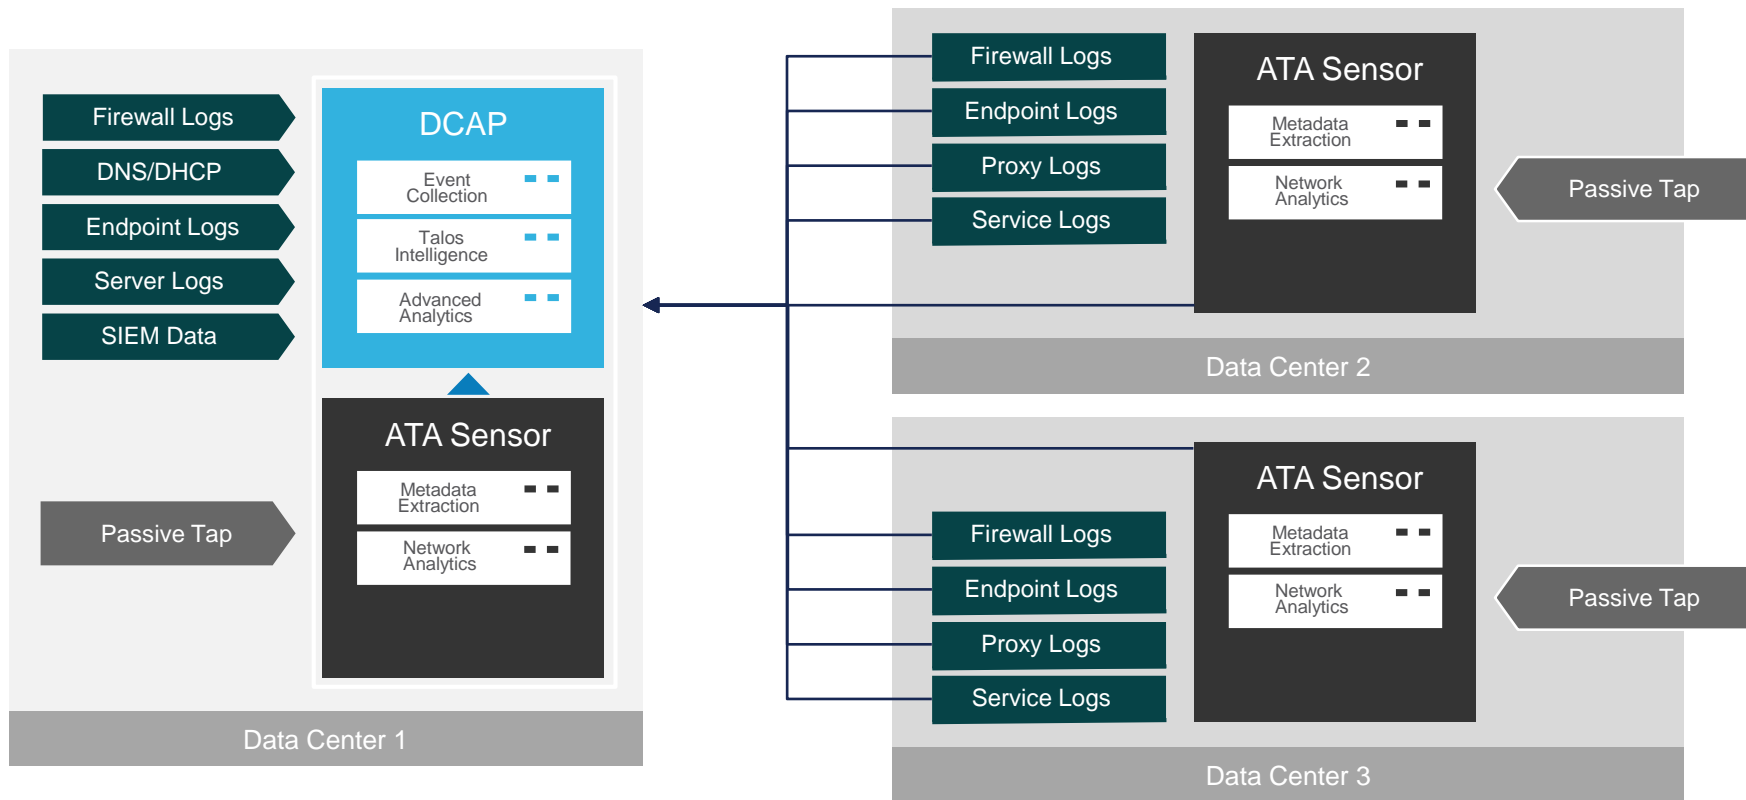 Firewall Logs
DNS/DHCP
Endpoint Logs
Server Logs
SIEM Data
Passive Tap
DCAP
Event
Collection
Talos
Intelligence
Advanced
Analytics
ATA Sensor
Metadata
Extraction
Network
Analytics
Data Center 1
Firewall Logs
Endpoint Logs
Proxy Logs
Service Logs
ATA Sensor
Metadata
Extraction
Network
Analytics
Passive Tap
Data Center 2
Firewall Logs
Endpoint Logs
Proxy Logs
Service Logs
ATA Sensor
Metadata
Extraction
Network
Analytics
Passive Tap
Data Center 3